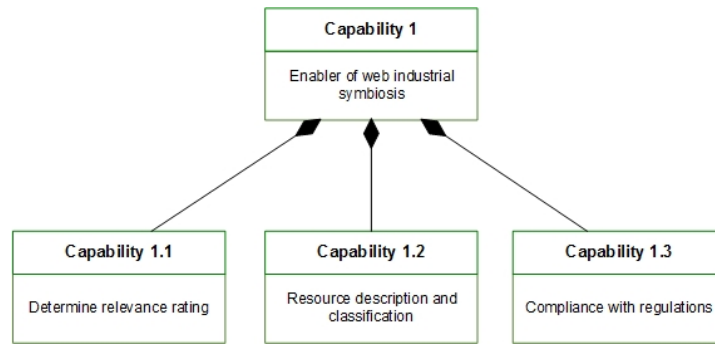 Capability 1
Enabler of web industrial
symbiosis
Capability 1.1
Determine relevance rating
Capability 1.2
Resource description and
classification
Capability 1.3
Compliance with regulations